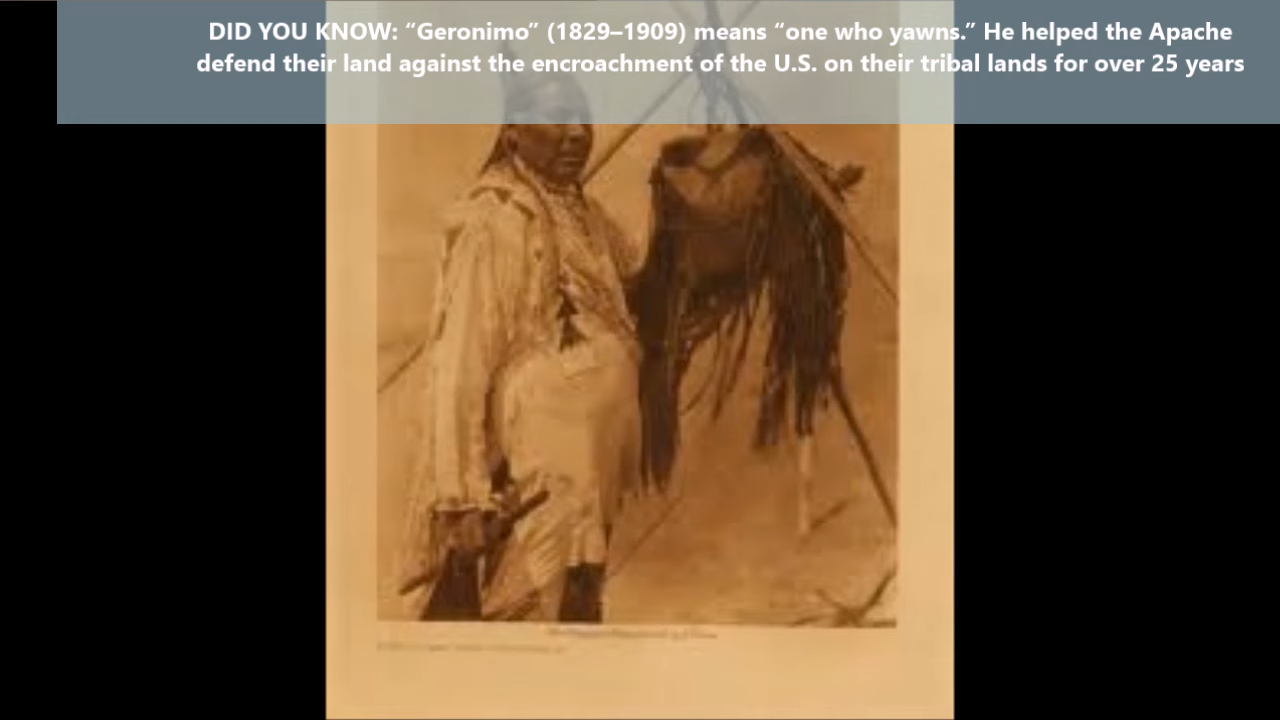 DID YOU KNOW: “Geronimo” (1829–1909) means “one who yawns.” He helped the Apache
defend their land against the encroachment of the U.S. on their tribal lands for over 25 years